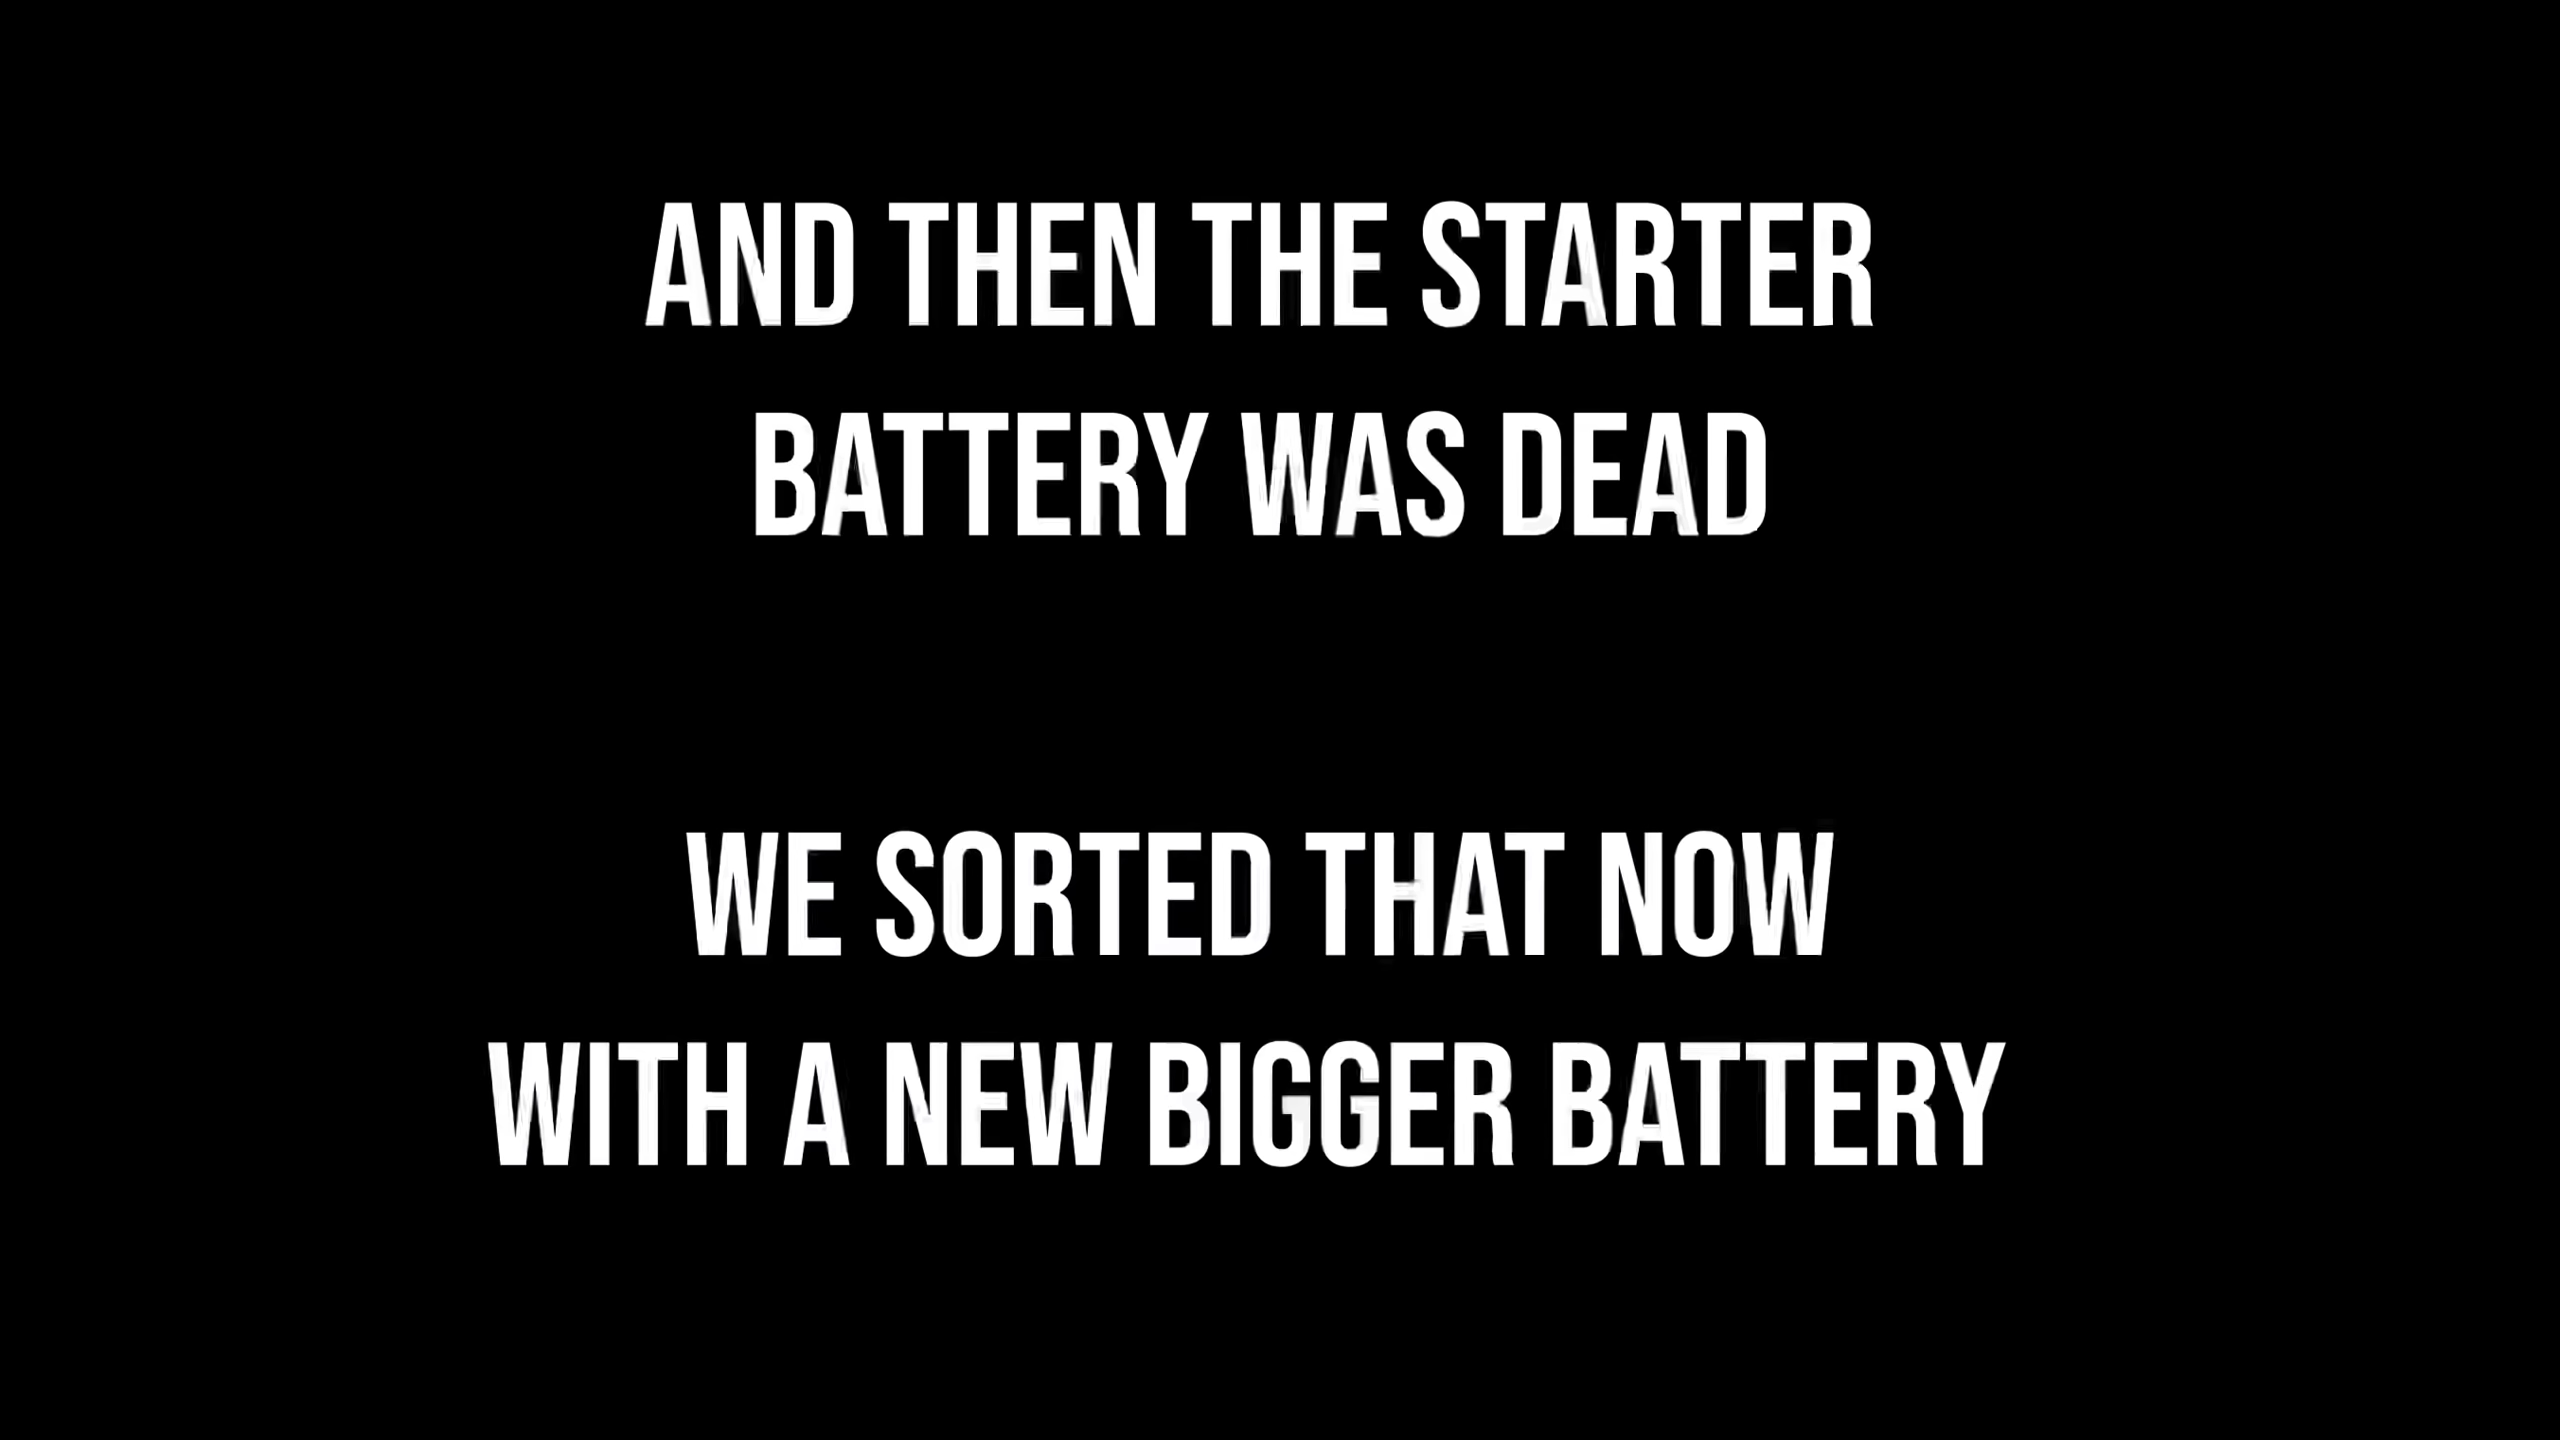 AND THEN THE STARTER
BATTERY WAS DEAD
WE SORTED THAT NOW
WITH A NEW BIGGER BATTERY